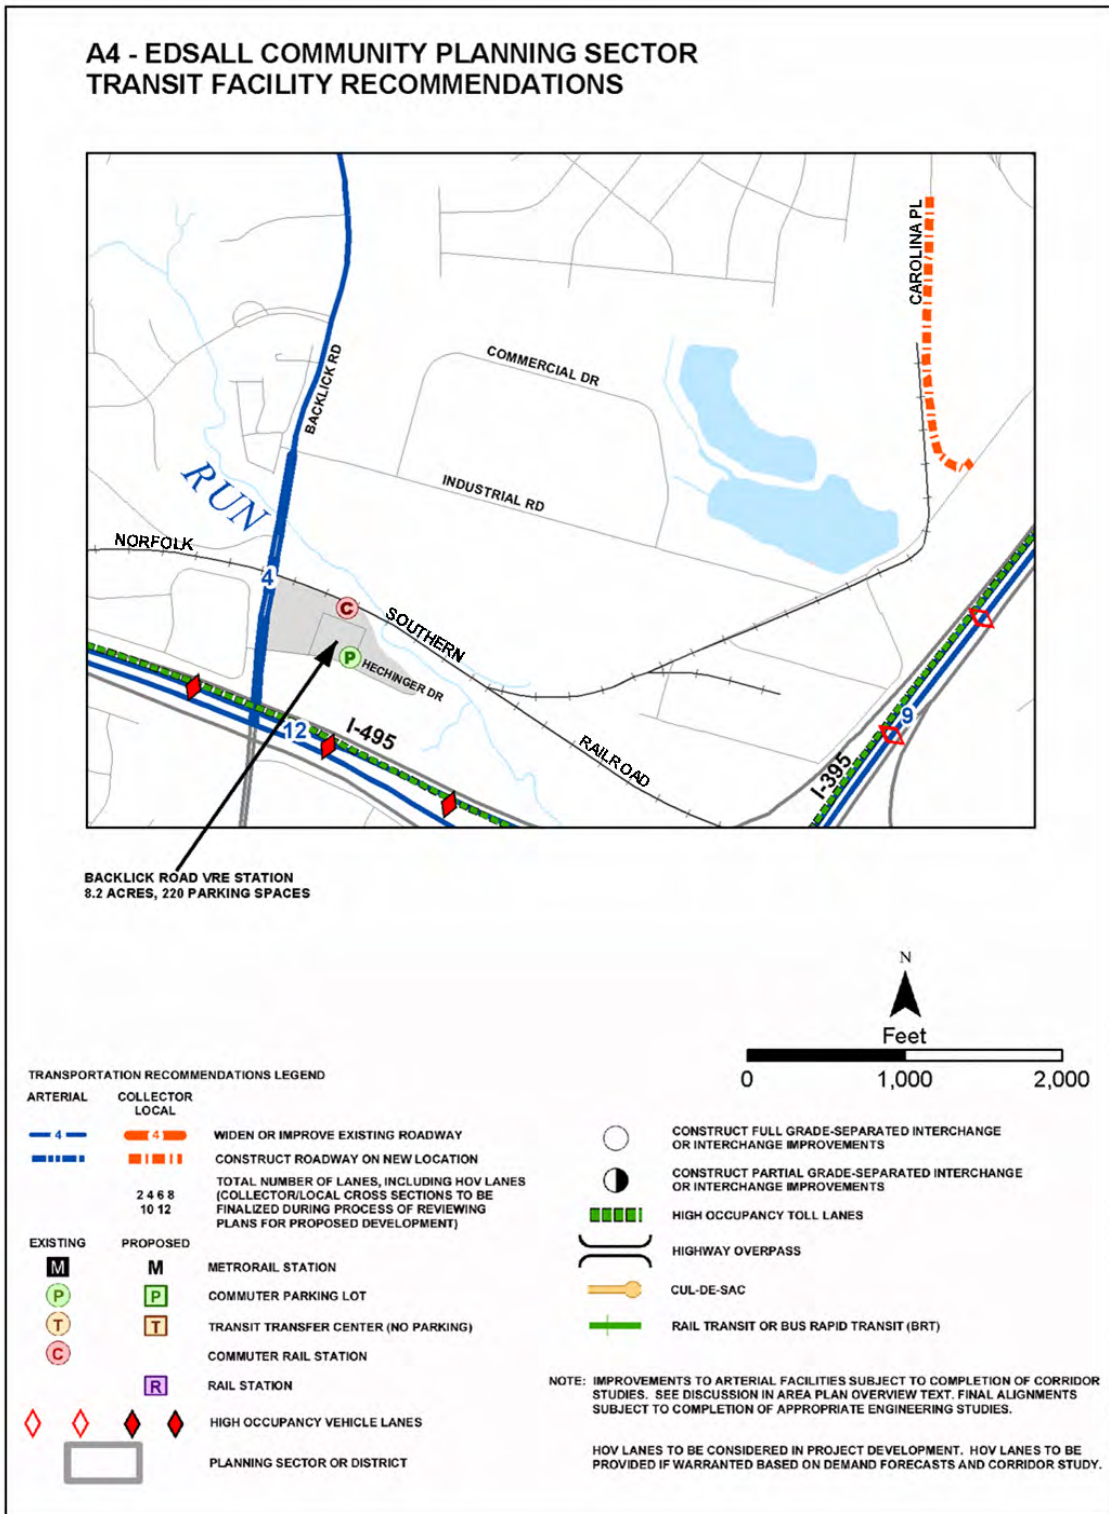 A4 - EDSALL COMMUNITY PLANNING SECTOR
TRANSIT FACILITY RECOMMENDATIONS
CAROLINA PL
BACKLICK RD
COMMERCIAL DR
INDUSTRIAL RD
RUN
NORFOLK
4
C
SOUTHERN
P
HECHINGER DR
12
I-495
RAILROAD
I-395
9
BACKLICK ROAD VRE STATION
8.2 ACRES, 220 PARKING SPACES
N
Feet
0 1,000 2,000
TRANSPORTATION RECOMMENDATIONS LEGEND
ARTERIAL COLLECTOR
LOCAL
4 4 WIDEN OR IMPROVE EXISTING ROADWAY
CONSTRUCT ROADWAY ON NEW LOCATION
2 4 6 8
10 12
TOTAL NUMBER OF LANES, INCLUDING HOV LANES
(COLLECTOR/LOCAL CROSS SECTIONS TO BE
FINALIZED DURING PROCESS OF REVIEWING
PLANS FOR PROPOSED DEVELOPMENT)
EXISTING PROPOSED
M M METRORAIL STATION
P P COMMUTER PARKING LOT
T T TRANSIT TRANSFER CENTER (NO PARKING)
C COMMUTER RAIL STATION
R RAIL STATION
HIGH OCCUPANCY VEHICLE LANES
PLANNING SECTOR OR DISTRICT
CONSTRUCT FULL GRADE-SEPARATED INTERCHANGE
OR INTERCHANGE IMPROVEMENTS
CONSTRUCT PARTIAL GRADE-SEPARATED INTERCHANGE
OR INTERCHANGE IMPROVEMENTS
HIGH OCCUPANCY TOLL LANES
HIGHWAY OVERPASS
CUL-DE-SAC
RAIL TRANSIT OR BUS RAPID TRANSIT (BRT)
NOTE: IMPROVEMENTS TO ARTERIAL FACILITIES SUBJECT TO COMPLETION OF CORRIDOR
STUDIES. SEE DISCUSSION IN AREA PLAN OVERVIEW TEXT. FINAL ALIGNMENTS
SUBJECT TO COMPLETION OF APPROPRIATE ENGINEERING STUDIES.
HOV LANES TO BE CONSIDERED IN PROJECT DEVELOPMENT. HOV LANES TO BE
PROVIDED IF WARRANTED BASED ON DEMAND FORECASTS AND CORRIDOR STUDY.